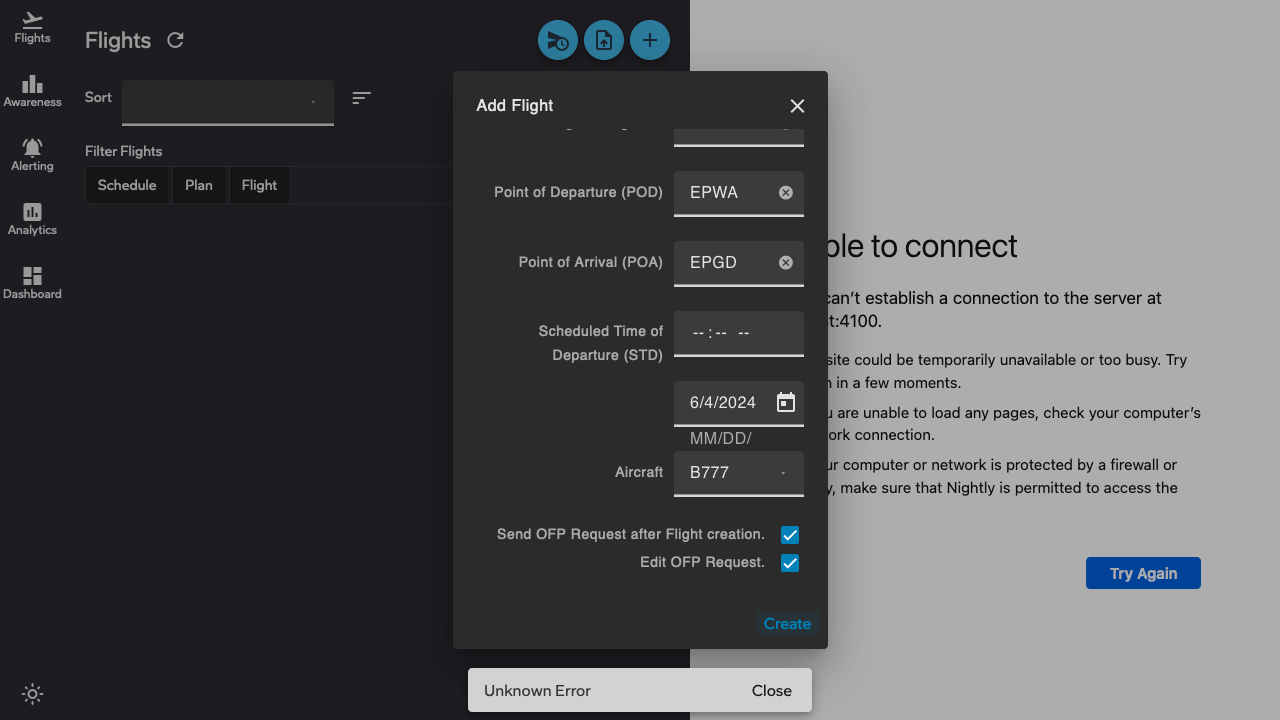 Flights
Awareness
Alerting
Analytics
Dashboard
Flights
Sort
Filter Flights
Schedule
Plan
Flight
Add Flight
Point of Departure (POD)
EPWA
Point of Arrival (POA)
EPGD
Scheduled Time of
Departure (STD)
-- : -- --
6/4/2024
MM/DD/
Aircraft
B777
Send OFP Request after Flight creation.
Edit OFP Request.
Create
Unknown Error
Close
to connect
can’t establish a connection to the server at
:4100.
site could be temporarily unavailable or too busy. Try
in a few moments.
are unable to load any pages, check your computer’s
connection.
computer or network is protected by a firewall or
make sure that Nightly is permitted to access the
Try Again